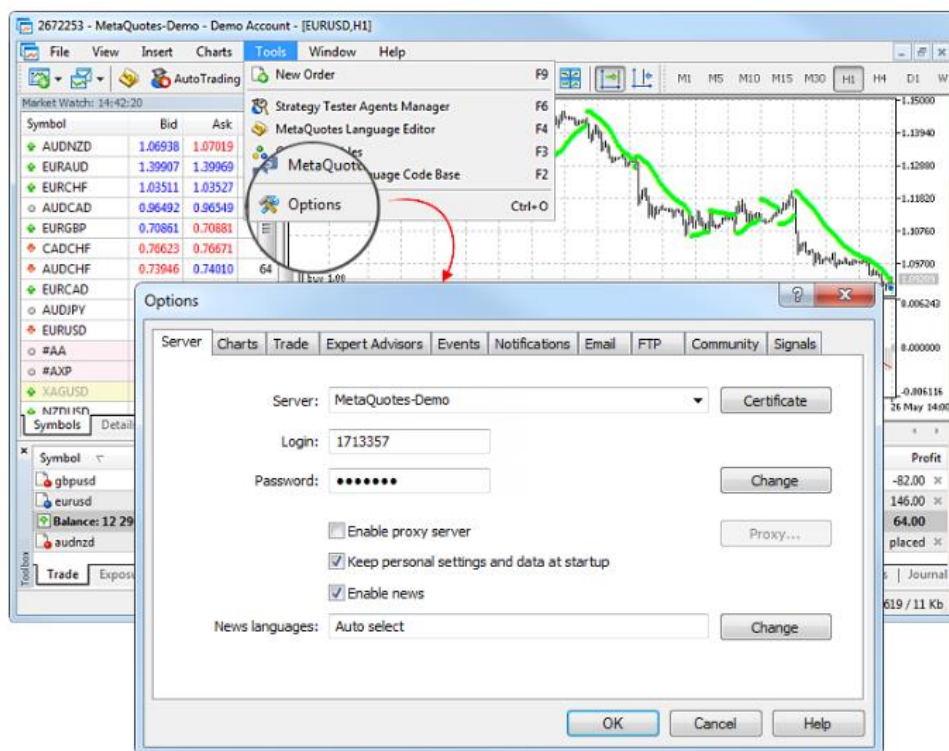 2672253 - MetaQuotes-Demo - Demo Account - [EURUSD,H1]
File View Insert Charts Tools Window Help
AutoTrading
M1 M5 M10 M15 M30 H1 H4 D1 W
New Order F9
Strategy Tester Agents Manager F6
MetaQuotes Language Editor F4
F3
MetaQuot
uage Code Base F2
Options Ctrl+O
Market Watch: 14:42:20
Symbol Bid Ask
AUDNZD 1.06938 1.07019
EURAUD 1.39907 1.39969
EURCHF 1.03511 1.03527
AUDCAD 0.96492 0.96549
EURGBP 0.70861 0.70881
CADCHF 0.76623 0.76671
AUDCHF 0.73946 0.74010 64
EURCAD
AUDJPY
EURUSD
#AA
#AXP
XAGUSD
NZDUSD
Symbols Detail
buy 1.00
1.15000
1.13940
1.12880
1.11820
1.10760
1.09700
0.006243
0.000000
-0.006116
26 May 14:00
Options
Server Charts Trade Expert Advisors Events Notifications Email FTP Community Signals
Server: MetaQuotes-Demo Certificate
Login: 1713357
Password: ●●●●●●● Change
Enable proxy server Proxy...
Keep personal settings and data at startup
Enable news
News languages: Auto select Change
OK Cancel Help
Symbol Profit
gbpusd -82.00
eurusd 146.00
Balance: 12 29 64.00
audnzd placed
Toolbox
Trade Expos s Journal
619 / 11 Kb